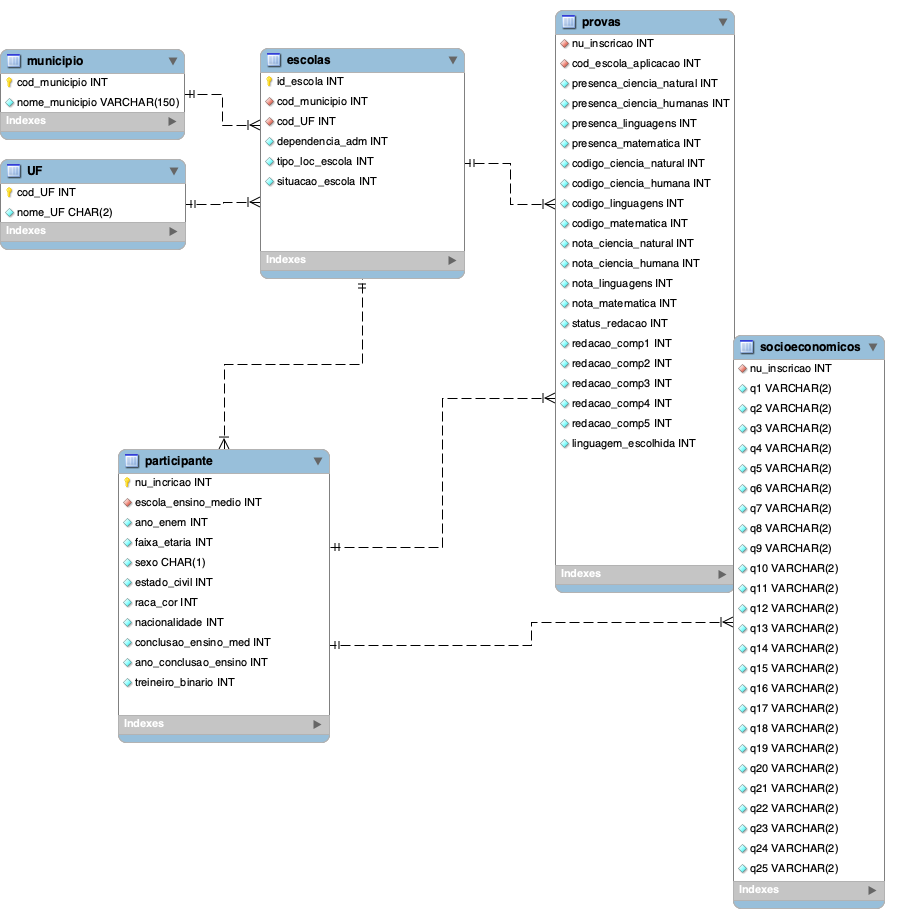 municipio
cod_municipio INT
nome_municipio VARCHAR(150)
Indexes
UF
cod_UF INT
nome_UF CHAR(2)
Indexes
escolas
id_escola INT
cod_municipio INT
cod_UF INT
dependencia_adm INT
tipo_loc_escola INT
situacao_escola INT
Indexes
provas
nu_inscricao INT
cod_escola_aplicacao INT
presenca_ciencia_natural INT
presenca_ciencia_humanas INT
presenca_linguagens INT
presenca_matematica INT
codigo_ciencia_natural INT
codigo_ciencia_humana INT
codigo_linguagens INT
codigo_matematica INT
nota_ciencia_natural INT
nota_ciencia_humana INT
nota_linguagens INT
nota_matematica INT
status_redacao INT
redacao_comp1 INT
redacao_comp2 INT
redacao_comp3 INT
redacao_comp4 INT
redacao_comp5 INT
linguagem_escolhida INT
Indexes
participante
nu_incricao INT
escola_ensino_medio INT
ano_enem INT
faixa_etaria INT
sexo CHAR(1)
estado_civil INT
raca_cor INT
nacionalidade INT
conclusao_ensino_med INT
ano_conclusao_ensino INT
treineiro_binario INT
Indexes
socioeconomicos
nu_inscricao INT
q1 VARCHAR(2)
q2 VARCHAR(2)
q3 VARCHAR(2)
q4 VARCHAR(2)
q5 VARCHAR(2)
q6 VARCHAR(2)
q7 VARCHAR(2)
q8 VARCHAR(2)
q9 VARCHAR(2)
q10 VARCHAR(2)
q11 VARCHAR(2)
q12 VARCHAR(2)
q13 VARCHAR(2)
q14 VARCHAR(2)
q15 VARCHAR(2)
q16 VARCHAR(2)
q17 VARCHAR(2)
q18 VARCHAR(2)
q19 VARCHAR(2)
q20 VARCHAR(2)
q21 VARCHAR(2)
q22 VARCHAR(2)
q23 VARCHAR(2)
q24 VARCHAR(2)
q25 VARCHAR(2)
Indexes